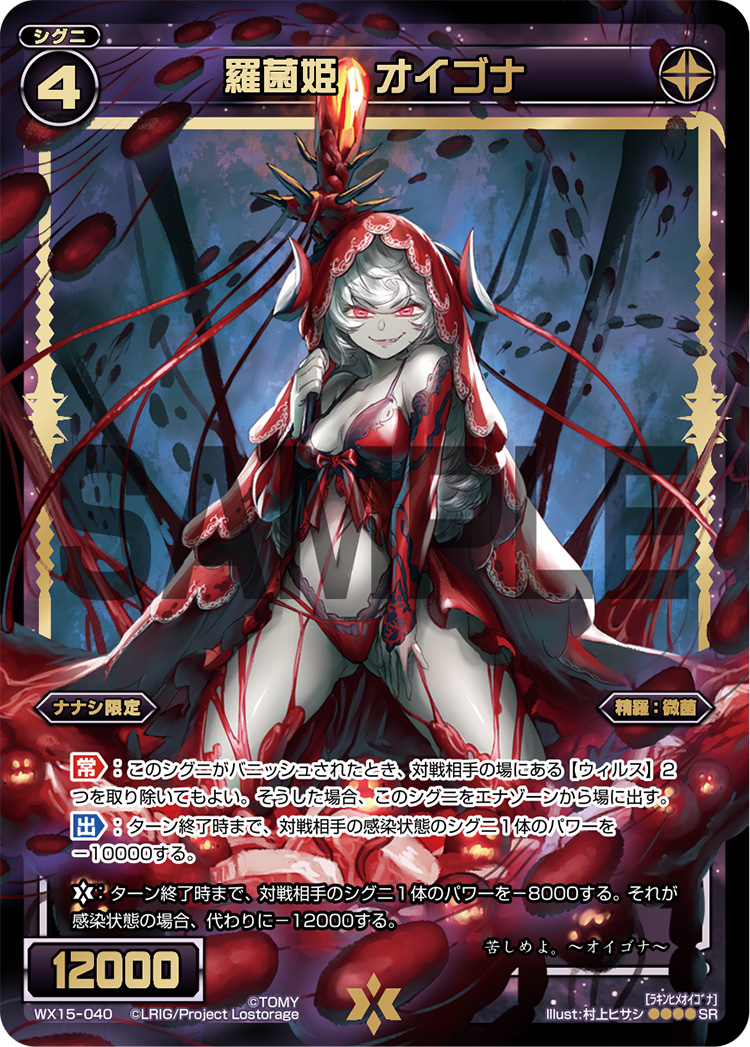 シグニ
4
羅菌姫 オイゴナ
SAMPLE
ナナシ限定
精羅：微菌
常：このシグニがバニッシュされたとき、対戦相手の場にある【ウィルス】2
つを取り除いてもよい。そうした場合、このシグニをエナゾーンから場に出す。
出：ターン終了時まで、対戦相手の感染状態のシグニ1体のパワーを
－10000する。
：ターン終了時まで、対戦相手のシグニ1体のパワーを－8000する。それが
感染状態の場合、代わりに－12000する。
苦しめよ。～オイゴナ～
12000
©TOMY
WX15-040 ©LRIG/Project Lostorage
[ラキンヒメオイゴナ]
Illust:村上ヒサシ ●●●●SR